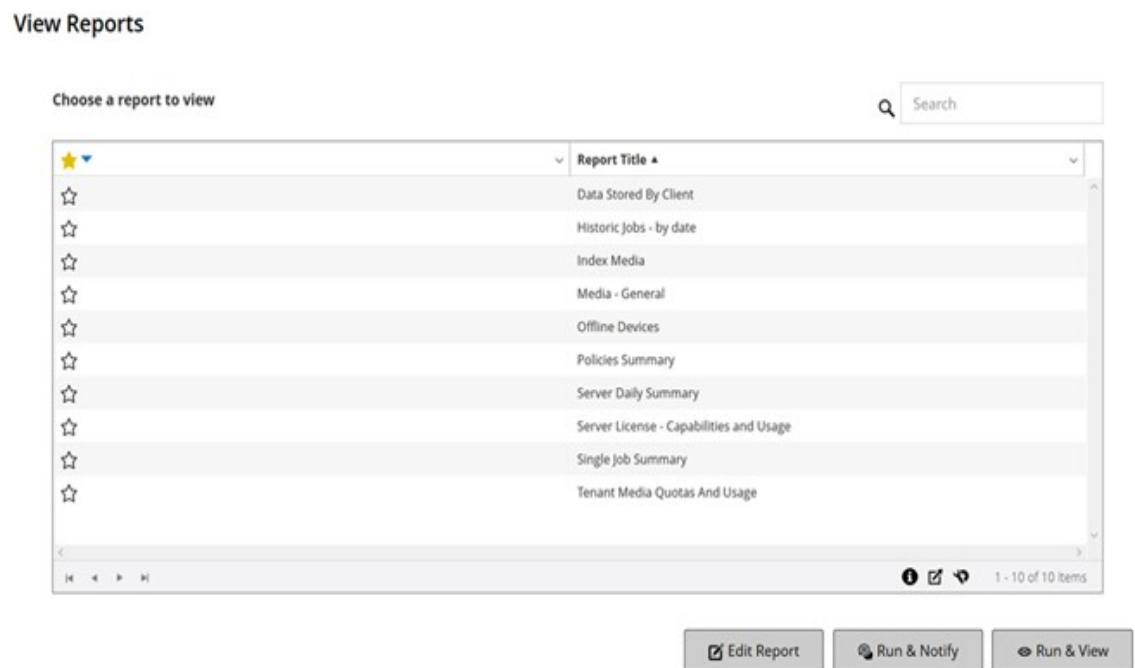 View Reports
Choose a report to view
Search
Report Title
Data Stored By Client
Historic Jobs - by date
Index Media
Media - General
Offline Devices
Policies Summary
Server Daily Summary
Server License - Capabilities and Usage
Single Job Summary
Tenant Media Quotas And Usage
1 - 10 of 10 items
Edit Report Run & Notify Run & View